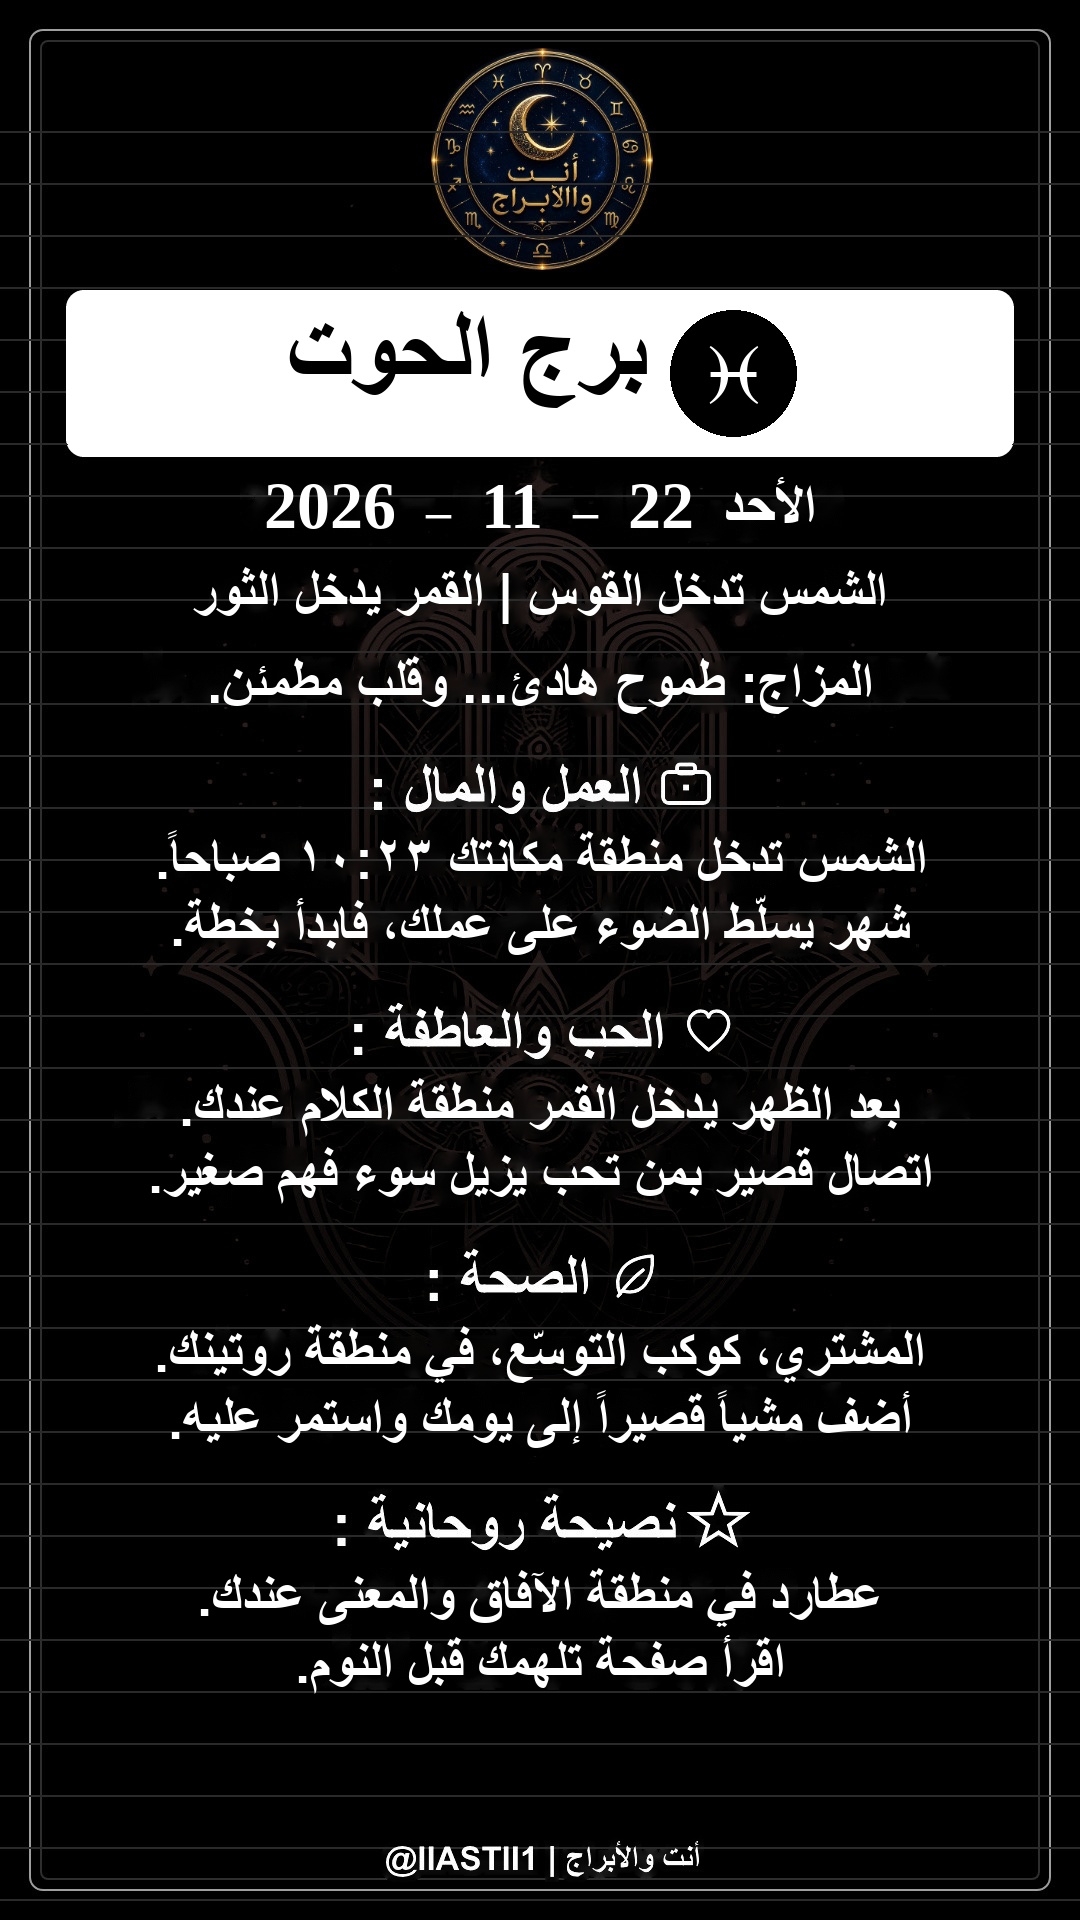 أنت
واالأبراج
برج الحوت
الأحد 22 – 11 – 2026
الشمس تدخل القوس | القمر يدخل الثور
المزاج: طموح هادئ... وقلب مطمئن.
العمل والمال :
الشمس تدخل منطقة مكانتك ١٠:٢٣ صباحاً.
شهر يسلّط الضوء على عملك، فابدأ بخطة.
الحب والعاطفة :
بعد الظهر يدخل القمر منطقة الكلام عندك.
اتصال قصير بمن تحب يزيل سوء فهم صغير.
الصحة :
المشتري، كوكب التوسّع، في منطقة روتينك.
أضف مشياً قصيراً إلى يومك واستمر عليه.
نصيحة روحانية :
عطارد في منطقة الآفاق والمعنى عندك.
اقرأ صفحة تلهمك قبل النوم.
أنت والأبراج | @IIASTII1